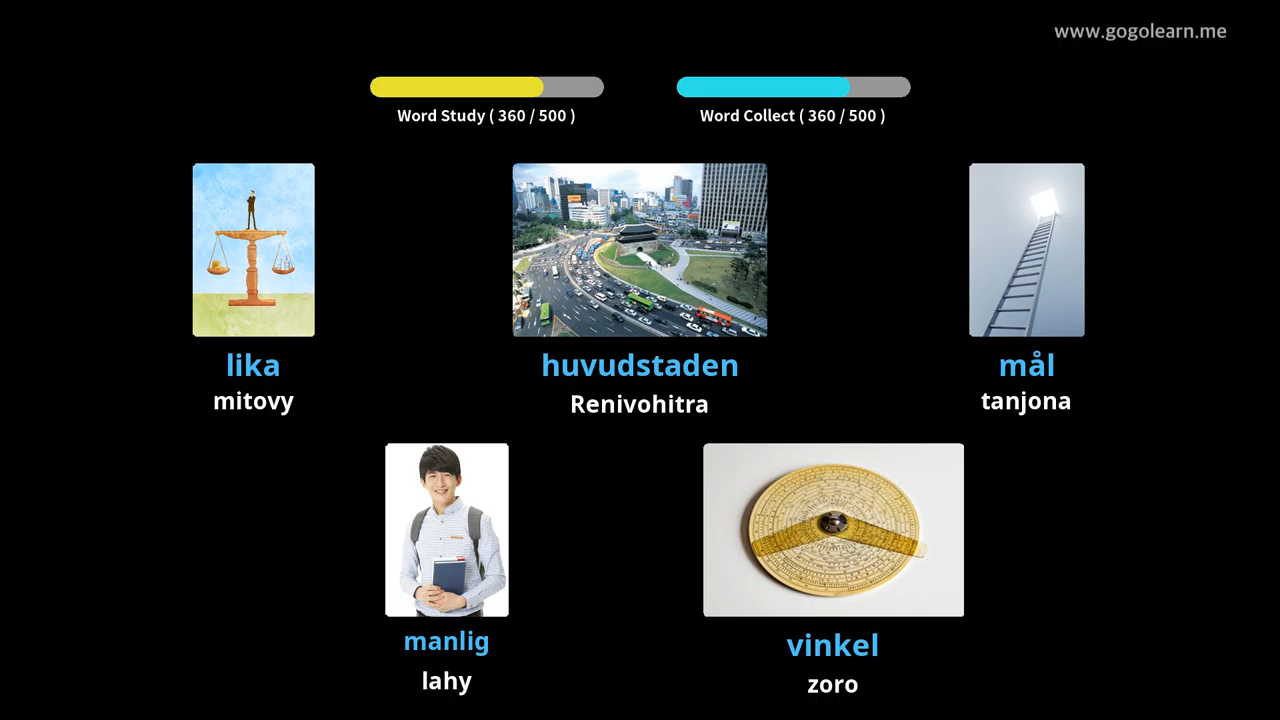 www.gogolearn.me
Word Study ( 360 / 500 )
Word Collect ( 360 / 500 )
lika
mitovy
huvudstaden
Renivohitra
mål
tanjona
manlig
lahy
vinkel
zoro